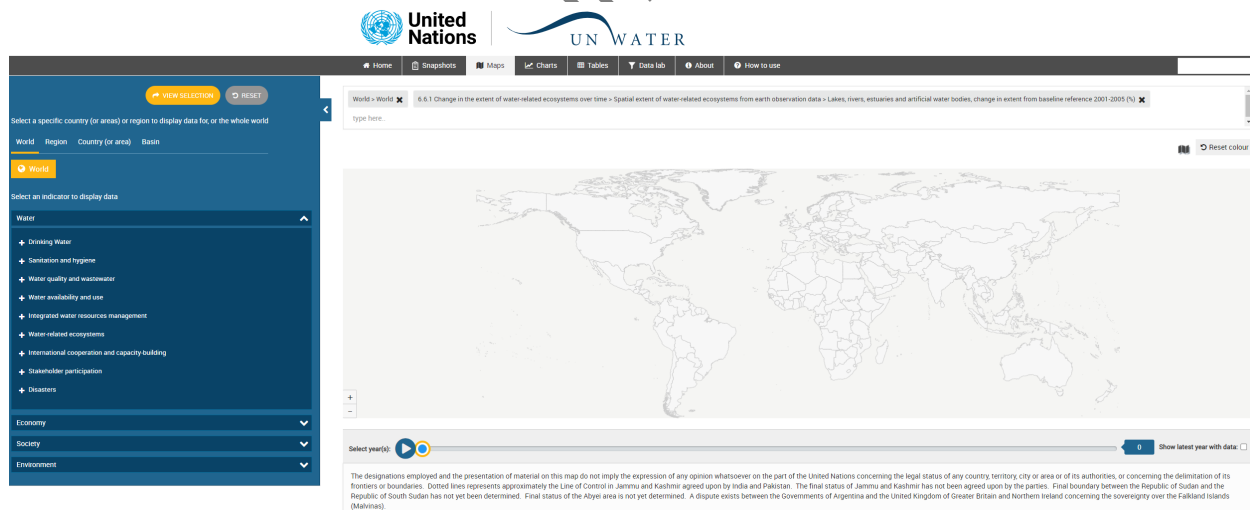 United
Nations
UN WATER
Home
Snapshots
Maps
Charts
Tables
Data lab
About
How to use
VIEW SELECTION
RESET
Select a specific country (or areas) or region to display data for, or the whole world
World
Region
Country (or area)
Basin
World
Select an indicator to display data
Water
Drinking Water
Sanitation and hygiene
Water quality and wastewater
Water availability and use
Integrated water resources management
Water-related ecosystems
International cooperation and capacity-building
Stakeholder participation
Disasters
Economy
Society
Environment
World > World ✖
6.6.1 Change in the extent of water-related ecosystems over time > Spatial extent of water-related ecosystems from earth observation data > Lakes, rivers, estuaries and artificial water bodies, change in extent from baseline reference 2001-2005 (%) ✖
type here..
Reset colour
+
−
Select year(s):
0
Show latest year with data:
The designations employed and the presentation of material on this map do not imply the expression of any opinion whatsoever on the part of the United Nations concerning the legal status of any country, territory, city or area or of its authorities, or concerning the delimitation of its
frontiers or boundaries. Dotted lines represents approximately the Line of Control in Jammu and Kashmir agreed upon by India and Pakistan. The final status of Jammu and Kashmir has not been agreed upon by the parties. Final boundary between the Republic of Sudan and the
Republic of South Sudan has not yet been determined. Final status of the Abyei area is not yet determined. A dispute exists between the Governments of Argentina and the United Kingdom of Greater Britain and Northern Ireland concerning the sovereignty over the Falkland Islands
(Malvinas).